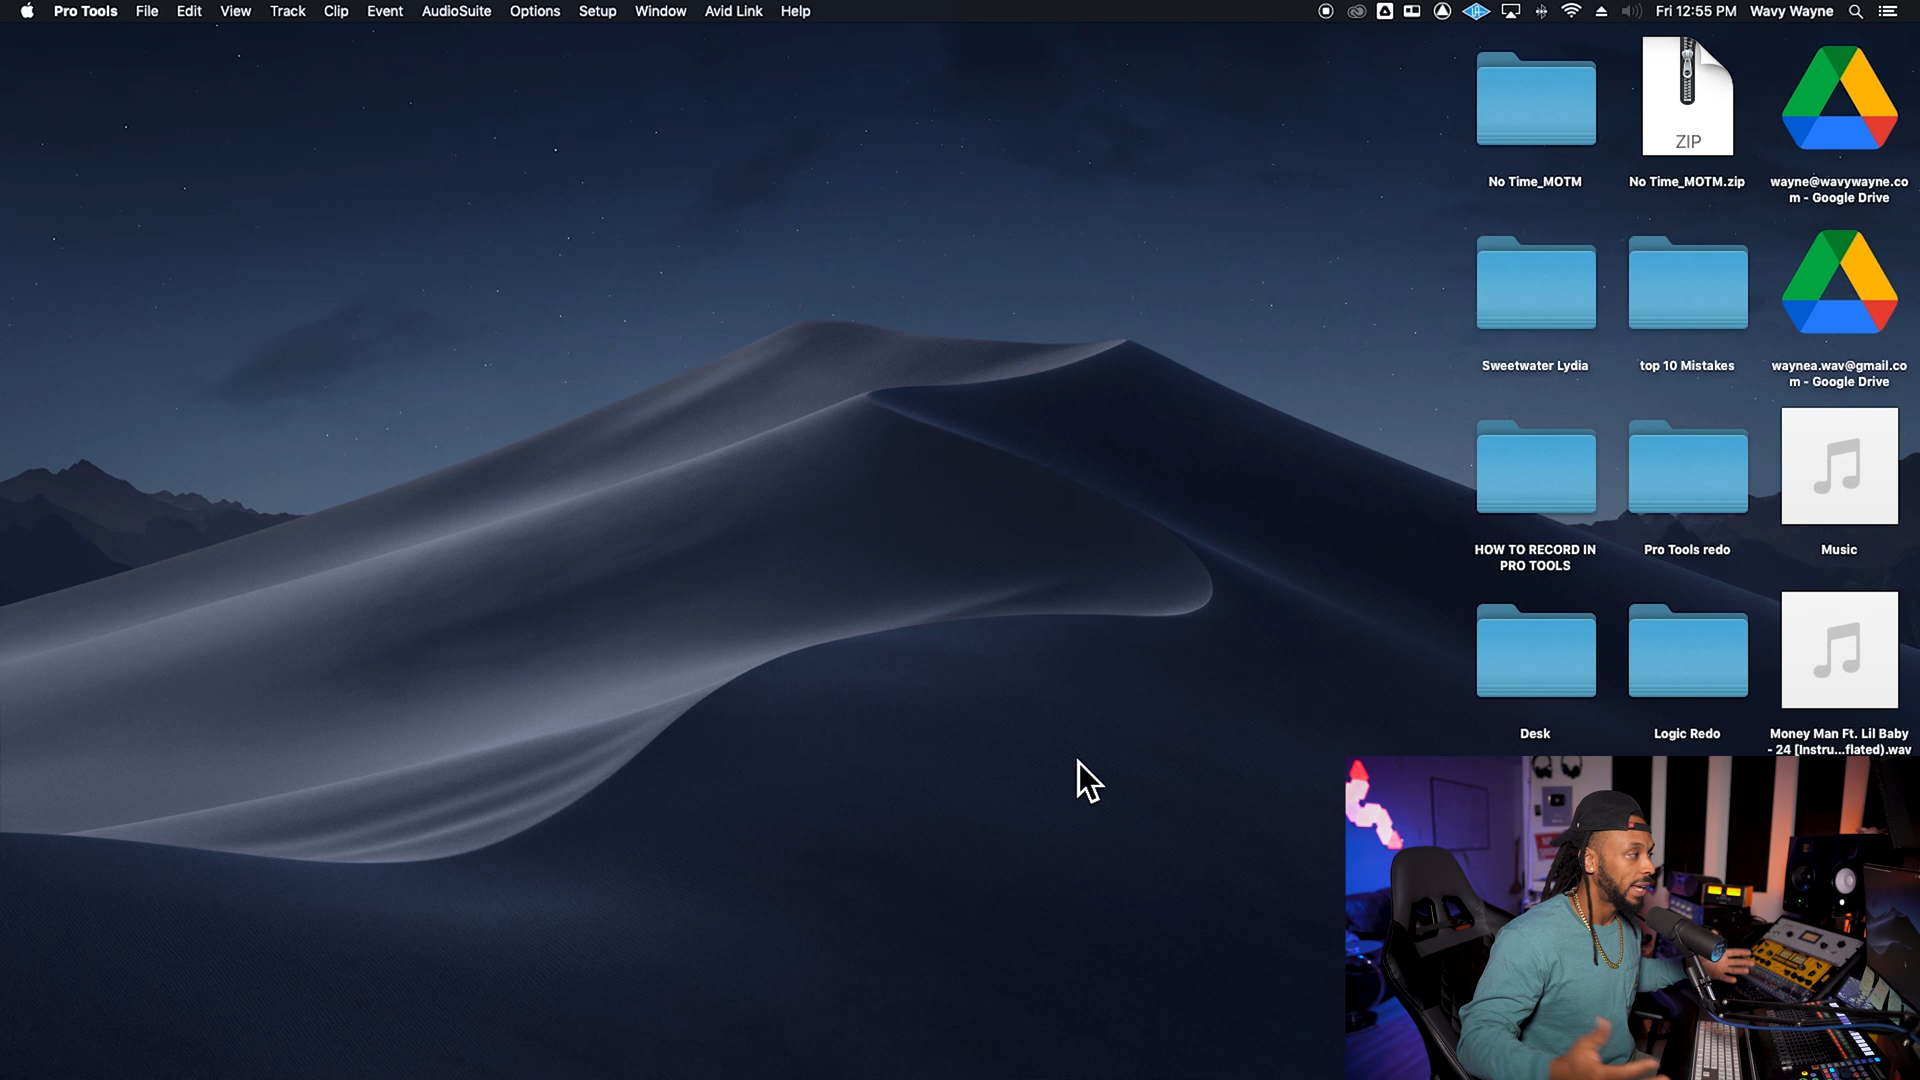 Pro Tools File Edit View Track Clip Event AudioSuite Options Setup Window Avid Link Help Fri 12:55 PM Wavy Wayne
ZIP
No Time_MOTM
No Time_MOTM.zip
wayne@wavywayne.co
m - Google Drive
Sweetwater Lydia
top 10 Mistakes
waynea.wav@gmail.co
m - Google Drive
HOW TO RECORD IN
PRO TOOLS
Pro Tools redo
Music
Desk
Logic Redo
Money Man Ft. Lil Baby
- 24 [Instru...flated).wav